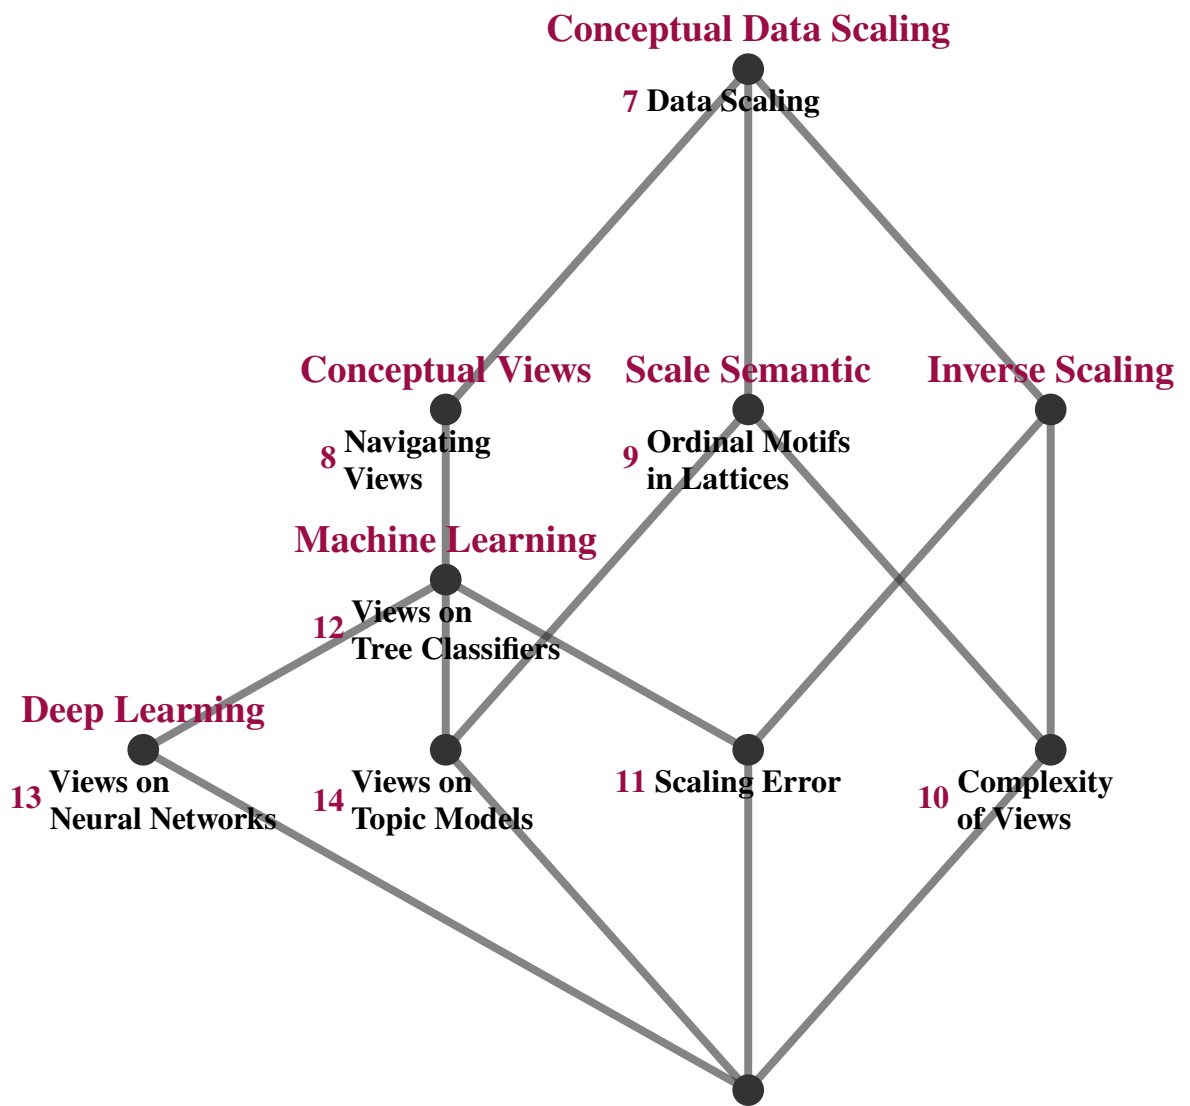 Conceptual Data Scaling
7 Data Scaling
Conceptual Views
Scale Semantic
Inverse Scaling
8 Navigating
Views
9 Ordinal Motifs
in Lattices
Machine Learning
12 Views on
Tree Classifiers
Deep Learning
13 Views on
Neural Networks
14 Views on
Topic Models
11 Scaling Error
10 Complexity
of Views